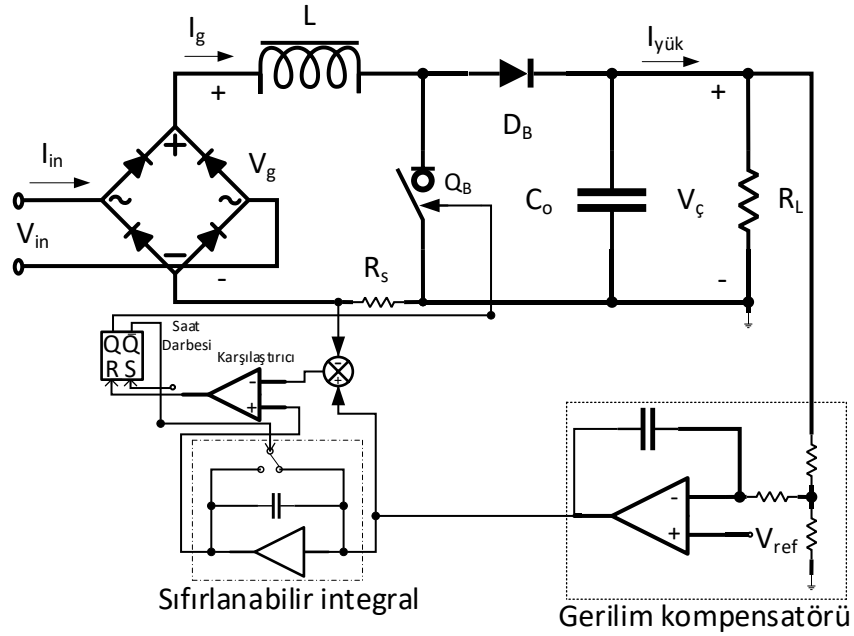 I_g
L
I_yük
+
+
D_B
I_in
+
V_g
Q_B
C_o
V_ç
R_L
~
~
V_in
−
-
R_s
-
Saat
Darbesi
Q Q̅
R S
Karşılaştırıcı
-
+
-
+
-
+
V_ref
Sıfırlanabilir integral
Gerilim kompensatörü